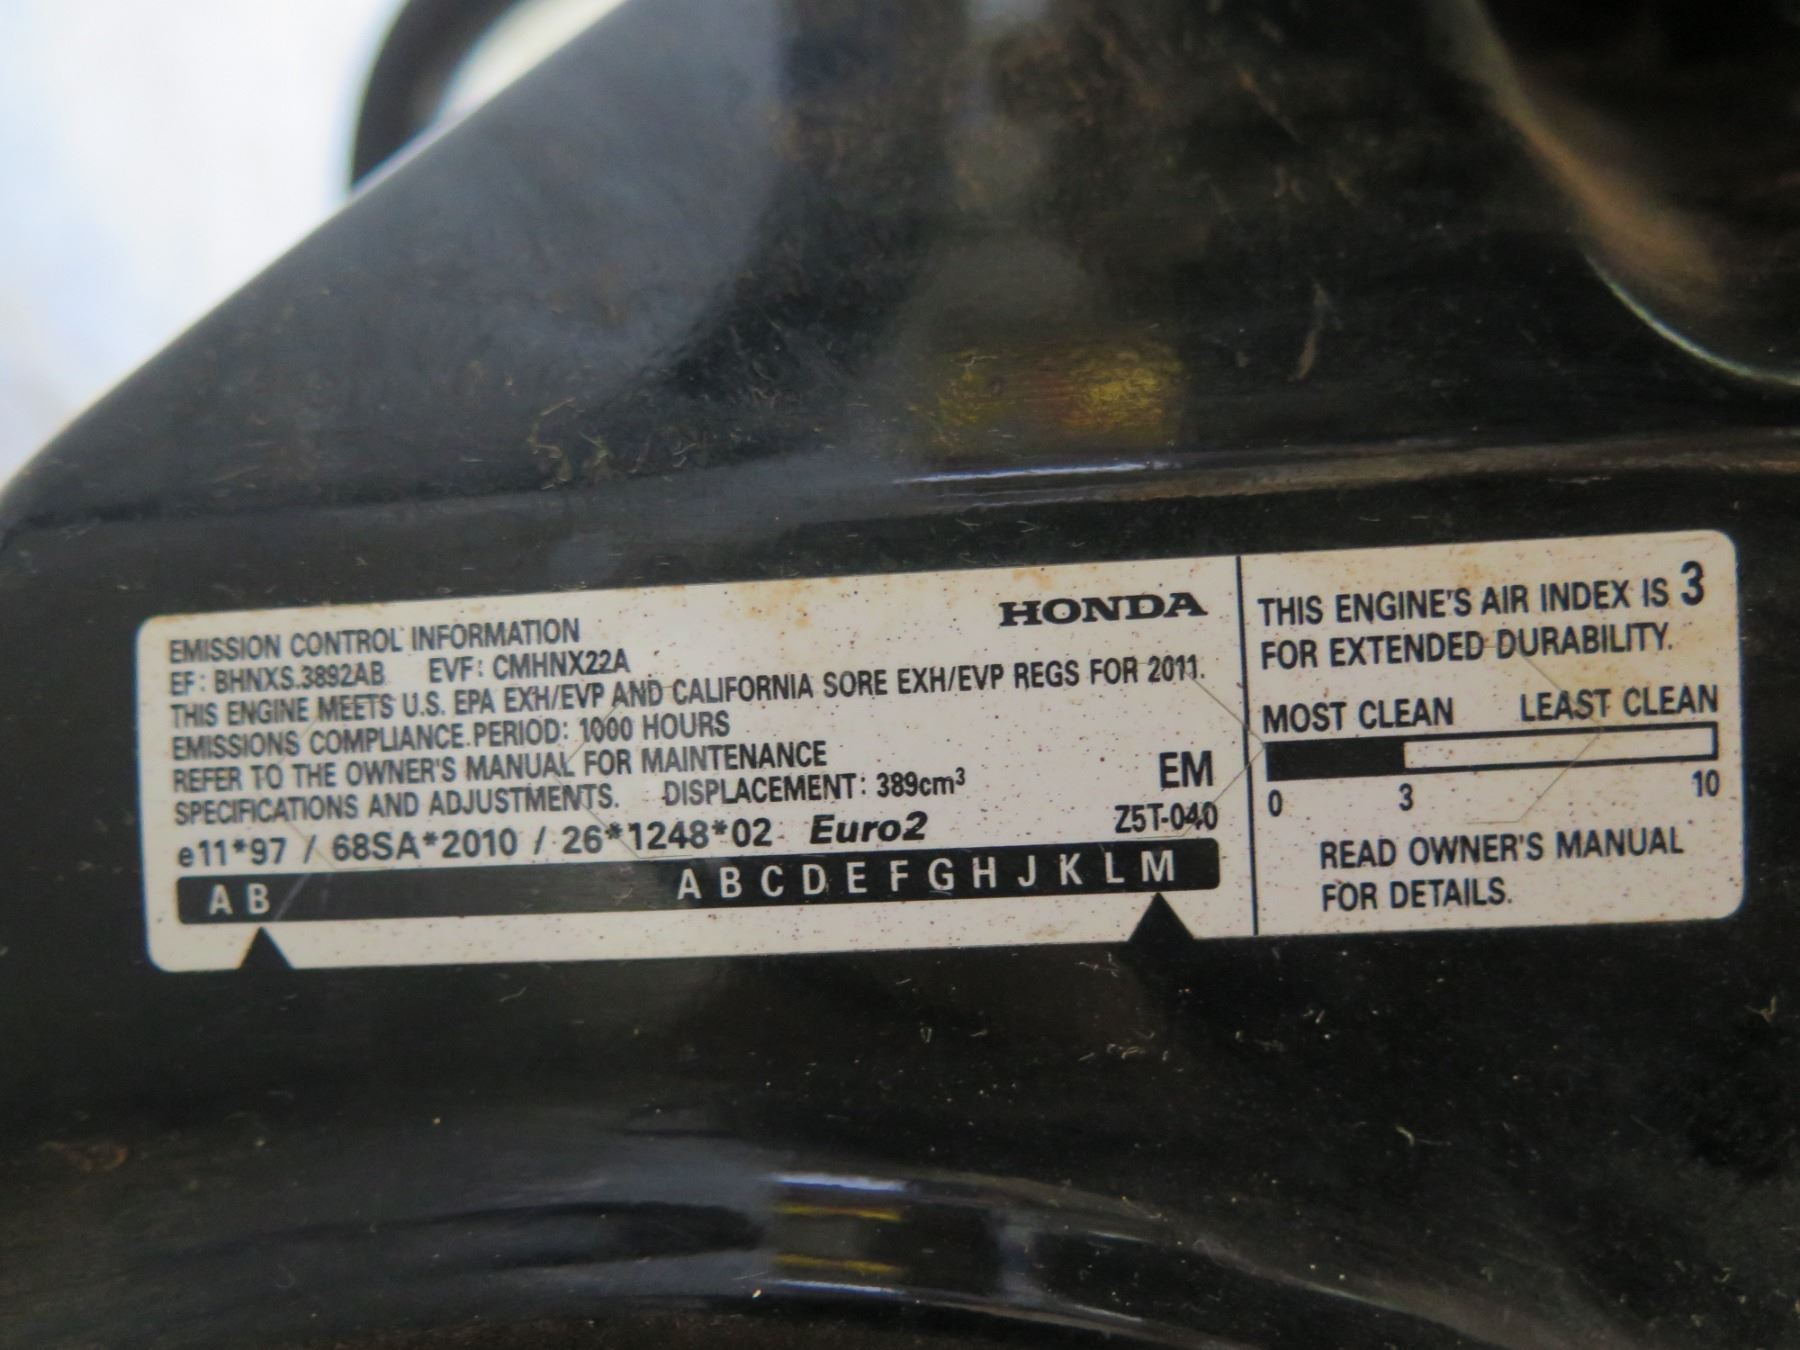 EMISSION CONTROL INFORMATION
HONDA
EF: BHNXS.3892AB EVF: CMHNX22A
THIS ENGINE MEETS U.S. EPA EXH/EVP AND CALIFORNIA SORE EXH/EVP REGS FOR 2011.
EMISSIONS COMPLIANCE PERIOD: 1000 HOURS
REFER TO THE OWNER'S MANUAL FOR MAINTENANCE
SPECIFICATIONS AND ADJUSTMENTS. DISPLACEMENT: 389cm³
EM
e11*97 / 68SA*2010 / 26*1248*02 Euro2
Z5T-040
A B A B C D E F G H J K L M
THIS ENGINE'S AIR INDEX IS 3
FOR EXTENDED DURABILITY.
MOST CLEAN LEAST CLEAN
0 3 10
READ OWNER'S MANUAL
FOR DETAILS.